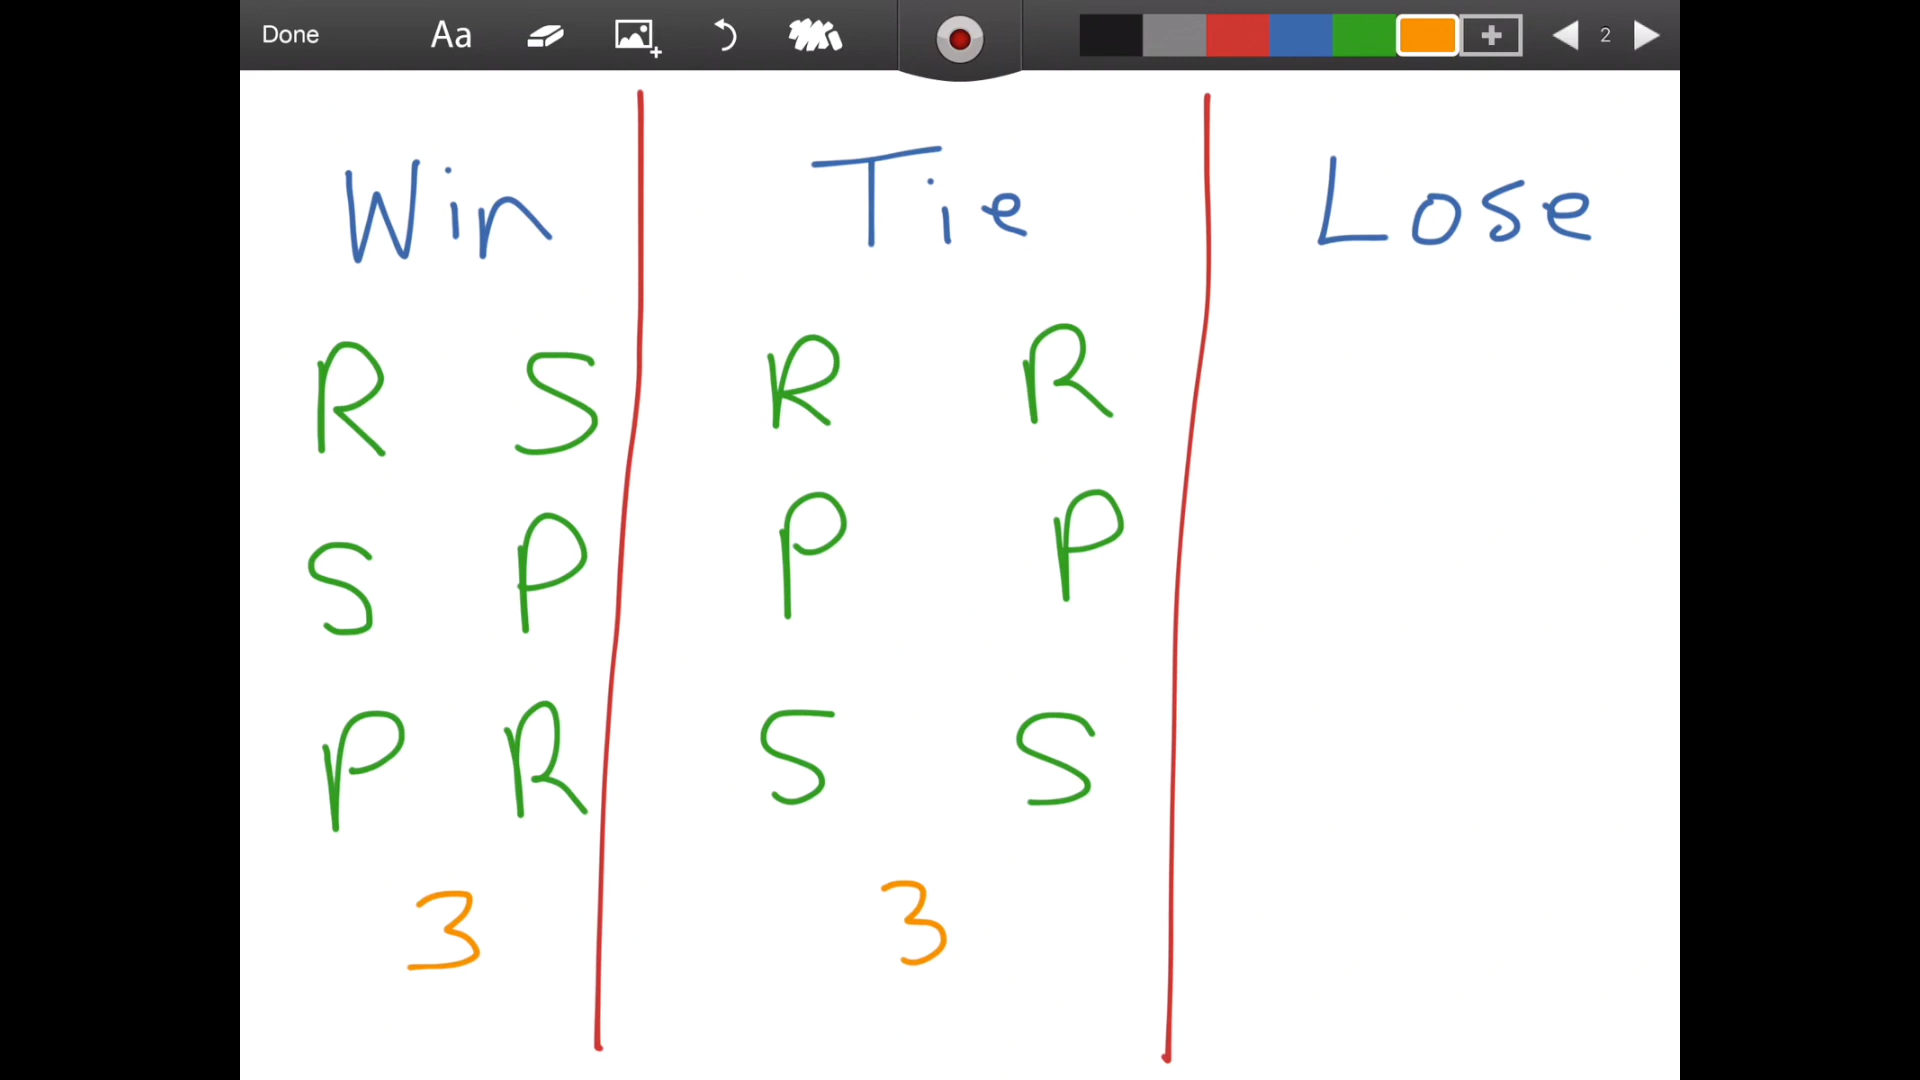 Done Aa 2
Win Tie Lose
R S R R
S P P P
P R S S
3 3